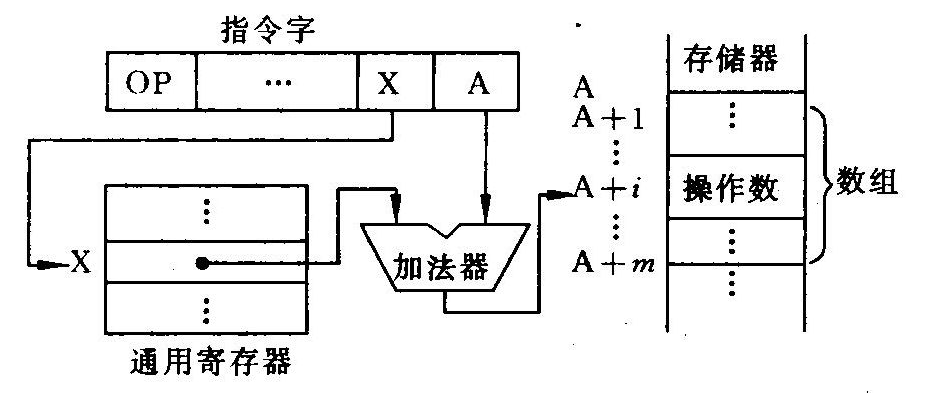 指令字
OP ··· X A
存储器
A
A+1
⋮
⋮
A+i
操作数
数组
⋮
⋮
A+m
⋮
⋮
X
⋮
加法器
通用寄存器